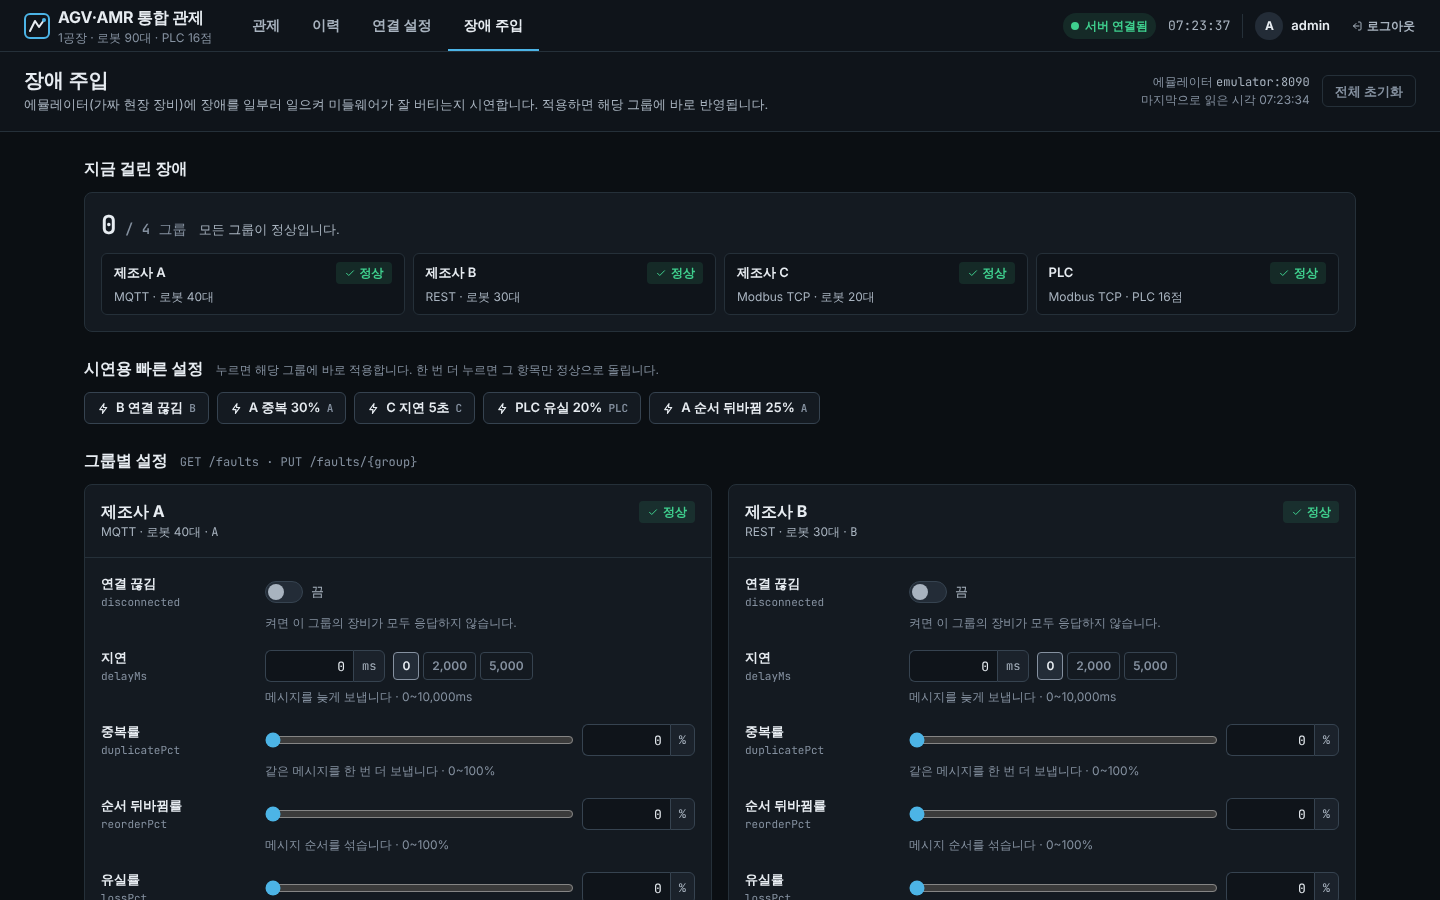 AGV·AMR 통합 관제
1공장 · 로봇 90대 · PLC 16점
관제 이력 연결 설정 장애 주입
서버 연결됨 07:23:37 A admin 로그아웃
장애 주입
에뮬레이터(가짜 현장 장비)에 장애를 일부러 일으켜 미들웨어가 잘 버티는지 시연합니다. 적용하면 해당 그룹에 바로 반영됩니다.
에뮬레이터 emulator:8090
마지막으로 읽은 시각 07:23:34
전체 초기화
지금 걸린 장애
0 / 4 그룹 모든 그룹이 정상입니다.
제조사 A 정상
MQTT · 로봇 40대
제조사 B 정상
REST · 로봇 30대
제조사 C 정상
Modbus TCP · 로봇 20대
PLC 정상
Modbus TCP · PLC 16점
시연용 빠른 설정 누르면 해당 그룹에 바로 적용합니다. 한 번 더 누르면 그 항목만 정상으로 돌립니다.
B 연결 끊김 B
A 중복 30% A
C 지연 5초 C
PLC 유실 20% PLC
A 순서 뒤바뀜 25% A
그룹별 설정 GET /faults · PUT /faults/{group}
제조사 A 정상
MQTT · 로봇 40대 · A
연결 끊김
disconnected
끔
켜면 이 그룹의 장비가 모두 응답하지 않습니다.
지연
delayMs
0 ms 0 2,000 5,000
메시지를 늦게 보냅니다 · 0~10,000ms
중복률
duplicatePct
0 %
같은 메시지를 한 번 더 보냅니다 · 0~100%
순서 뒤바뀜률
reorderPct
0 %
메시지 순서를 섞습니다 · 0~100%
유실률
lossPct
0 %
제조사 B 정상
REST · 로봇 30대 · B
연결 끊김
disconnected
끔
켜면 이 그룹의 장비가 모두 응답하지 않습니다.
지연
delayMs
0 ms 0 2,000 5,000
메시지를 늦게 보냅니다 · 0~10,000ms
중복률
duplicatePct
0 %
같은 메시지를 한 번 더 보냅니다 · 0~100%
순서 뒤바뀜률
reorderPct
0 %
메시지 순서를 섞습니다 · 0~100%
유실률
lossPct
0 %